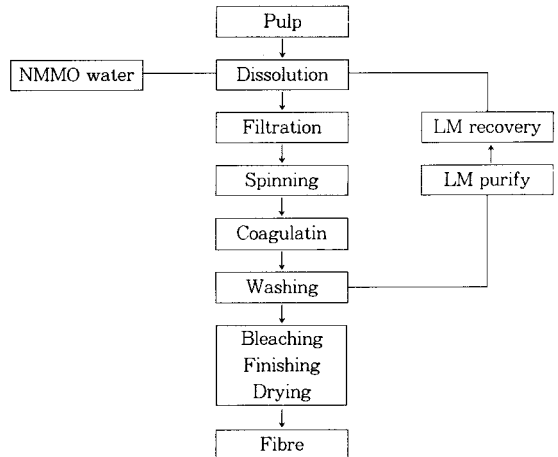 Pulp
NMMO water
Dissolution
Filtration
LM recovery
Spinning
LM purify
Coagulatin
Washing
Bleaching
Finishing
Drying
Fibre